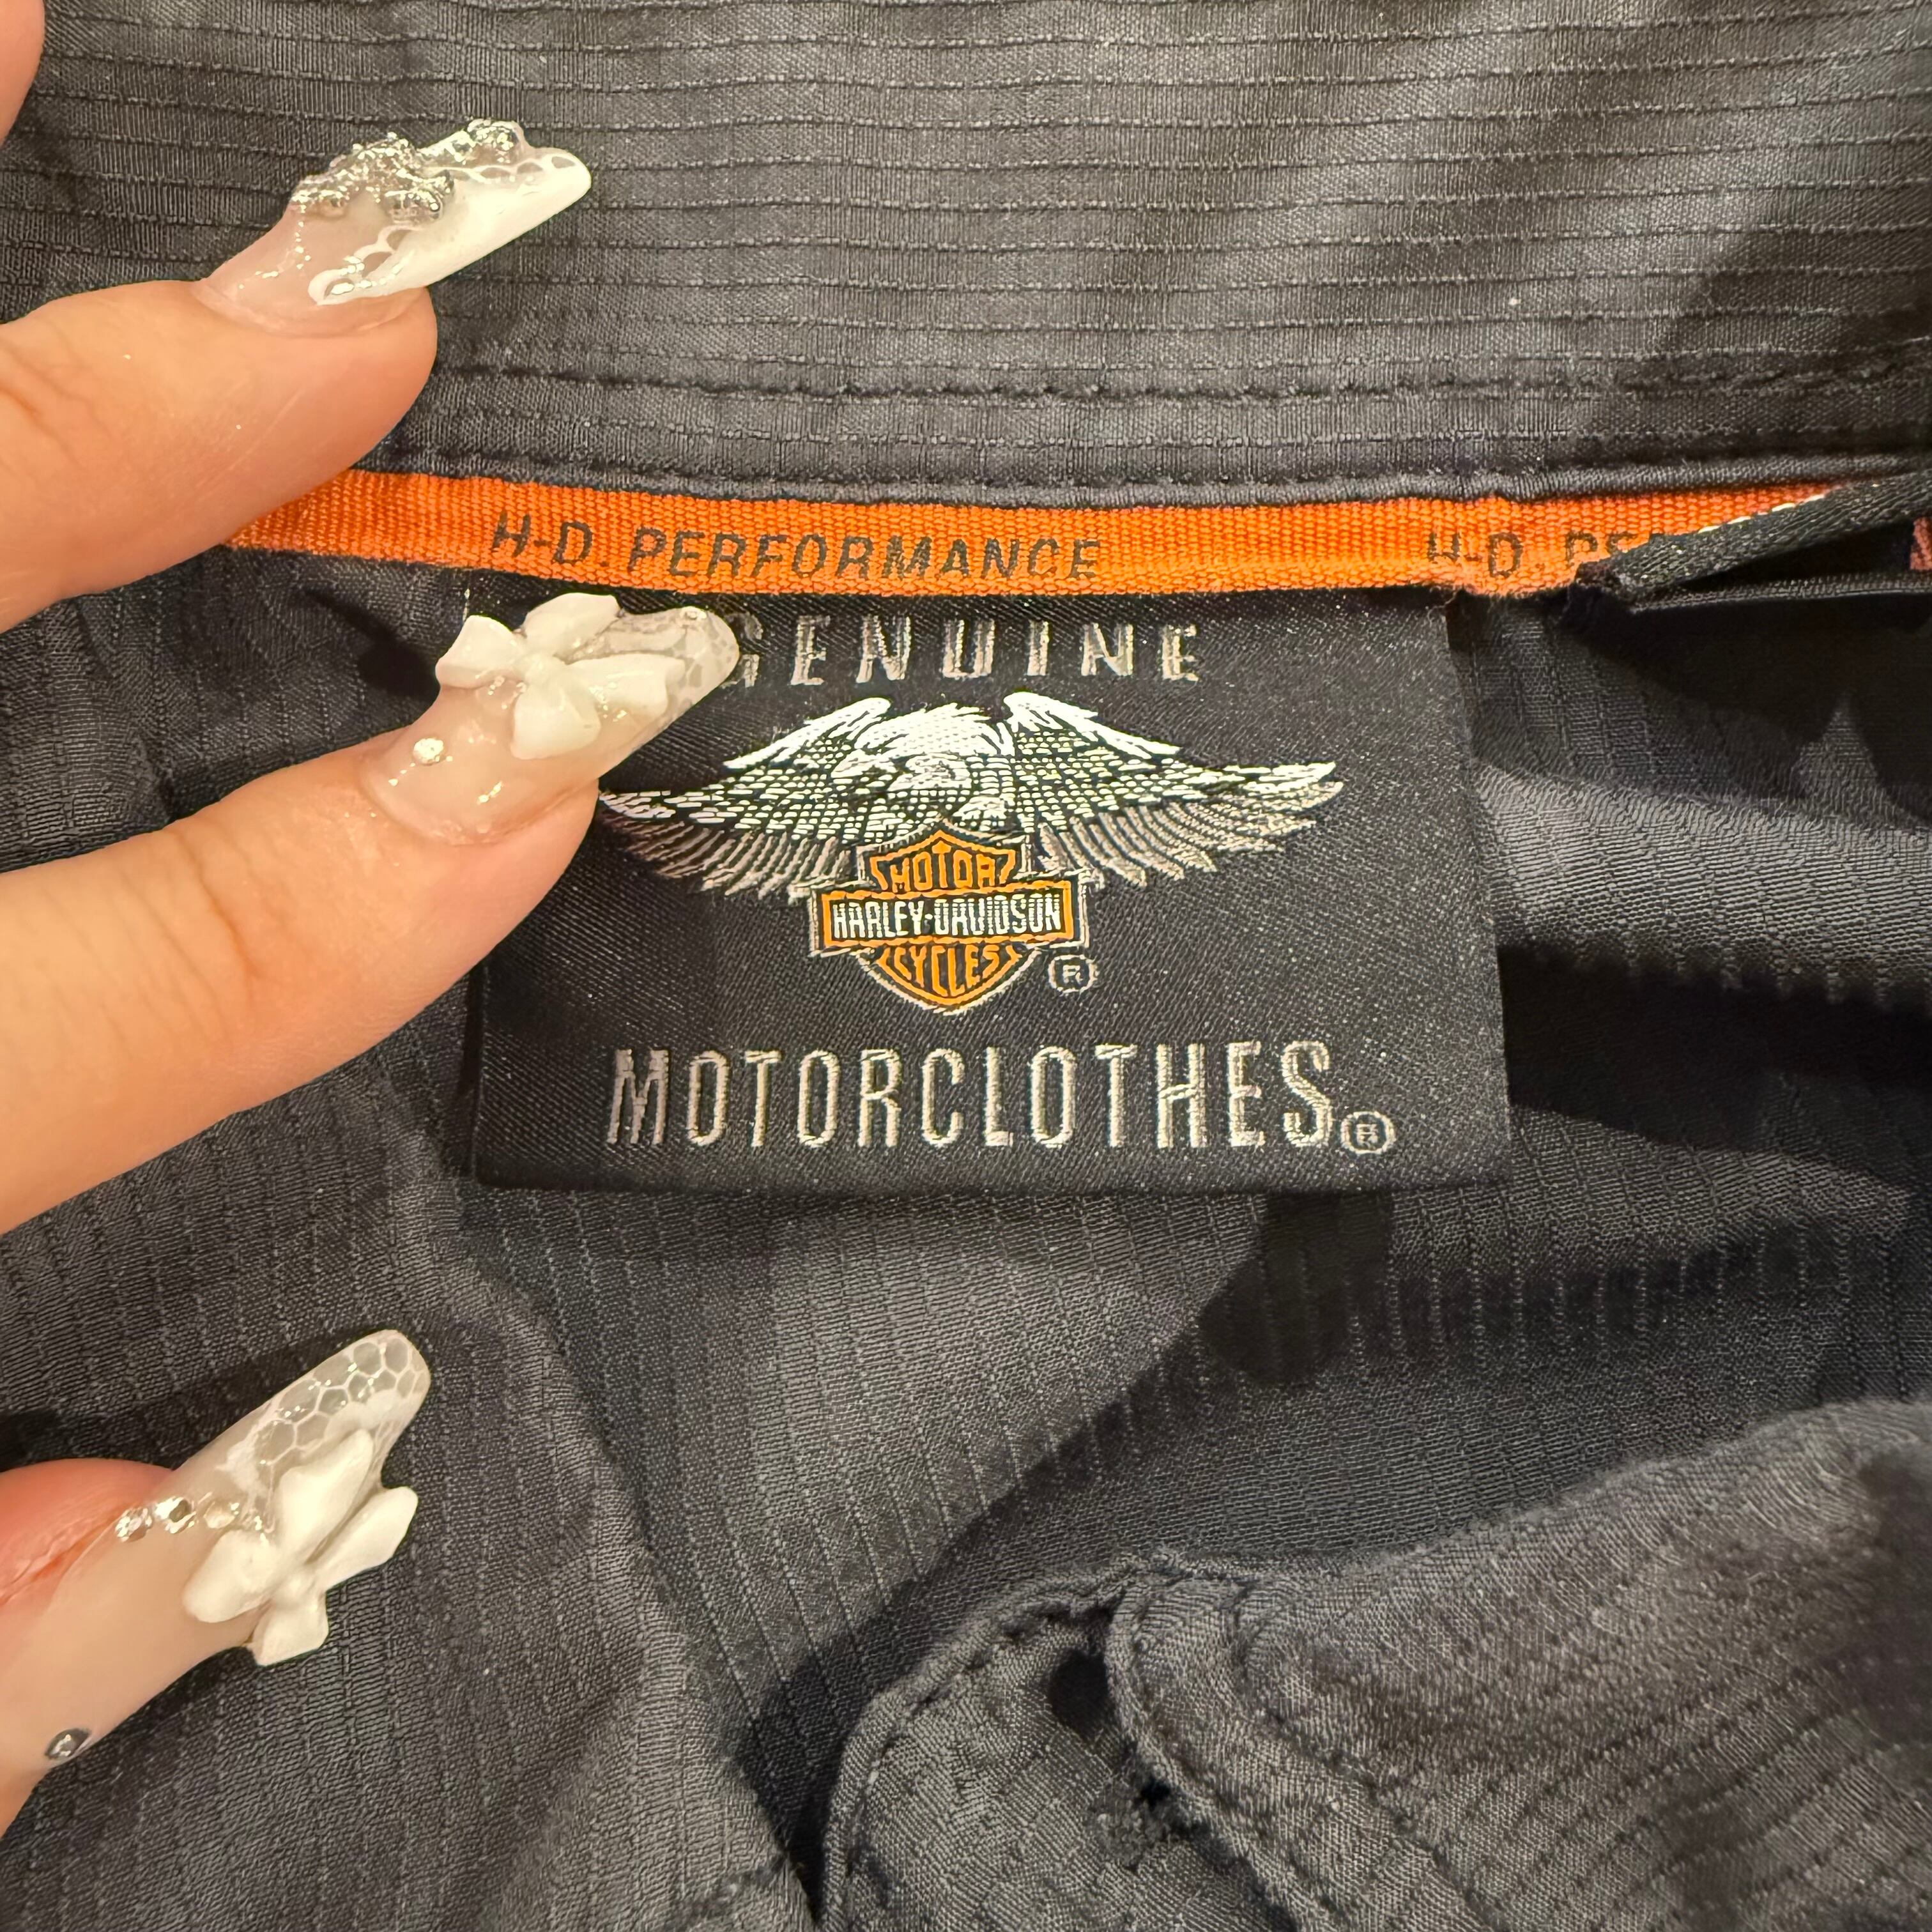 H-D. PERFORMANCE
H-D.
GENUINE
MOTOR
HARLEY-DAVIDSON
CYCLES
®
MOTORCLOTHES®